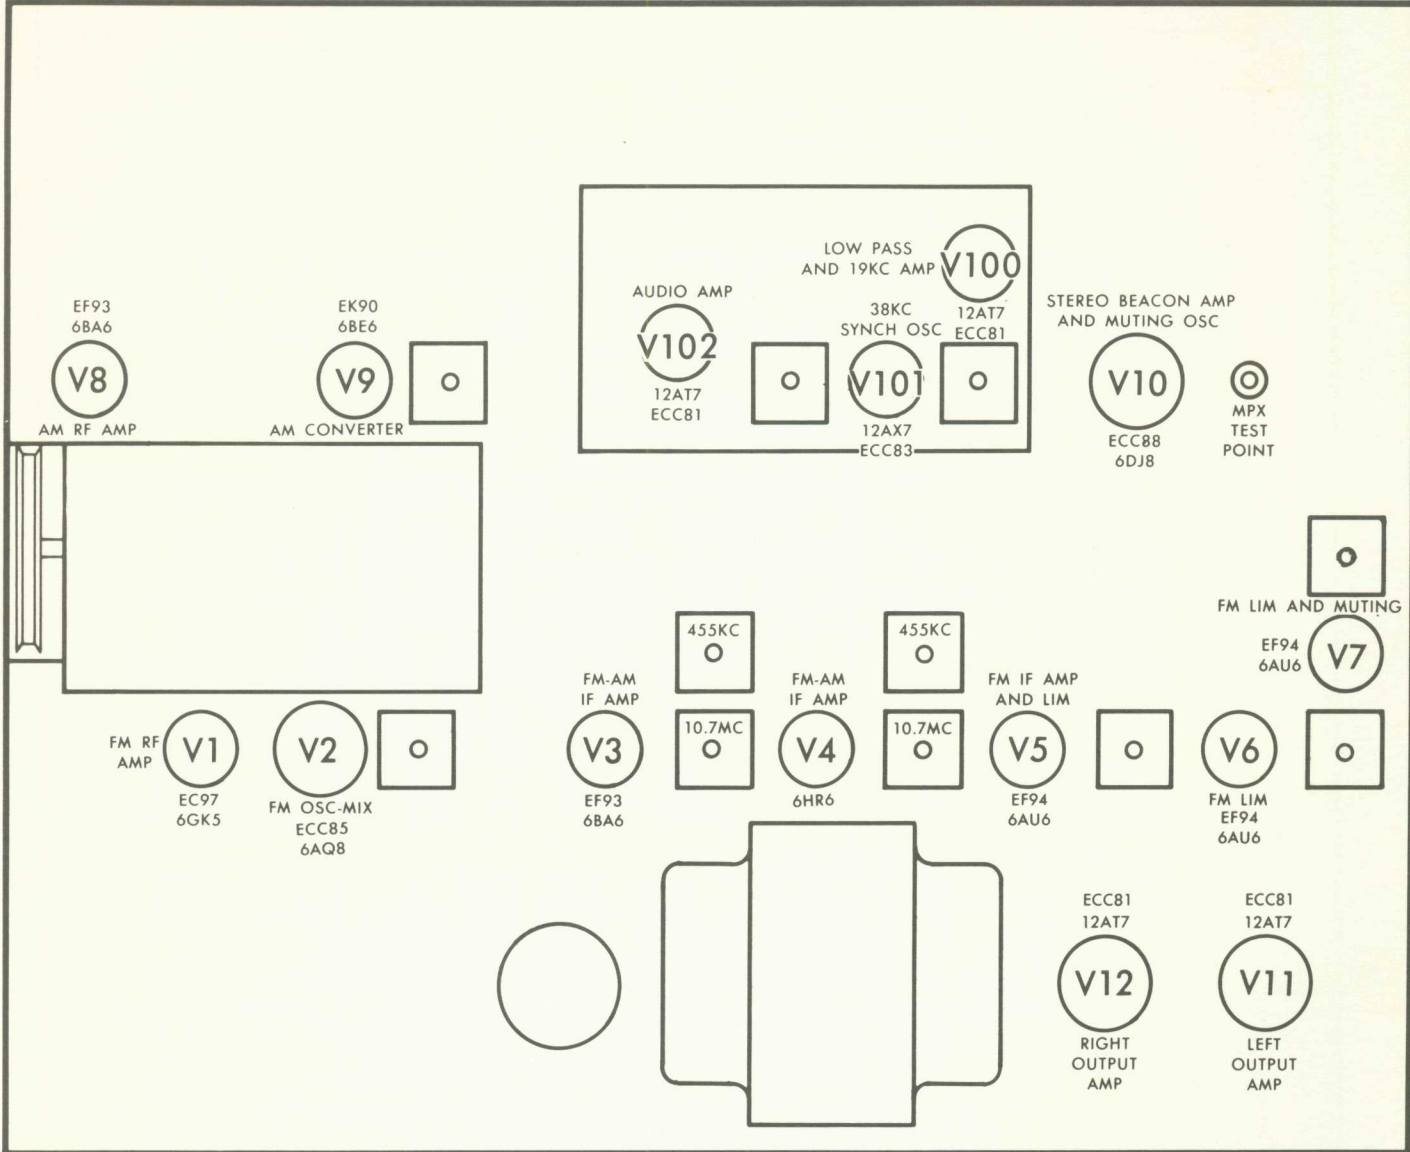 LOW PASS
AND 19KC AMP
V100
12AT7
ECC81
AUDIO AMP
V102
12AT7
ECC81
38KC
SYNCH OSC
V101
12AX7
ECC83
STEREO BEACON AMP
AND MUTING OSC
V10
ECC88
6DJ8
MPX
TEST
POINT
EF93
6BA6
V8
AM RF AMP
EK90
6BE6
V9
AM CONVERTER
FM LIM AND MUTING
EF94
6AU6
V7
455KC
455KC
FM RF
AMP
V1
EC97
6GK5
V2
FM OSC-MIX
ECC85
6AQ8
FM-AM
IF AMP
V3
EF93
6BA6
10.7MC
FM-AM
IF AMP
V4
6HR6
10.7MC
FM IF AMP
AND LIM
V5
EF94
6AU6
V6
FM LIM
EF94
6AU6
ECC81
12AT7
V12
RIGHT
OUTPUT
AMP
ECC81
12AT7
V11
LEFT
OUTPUT
AMP